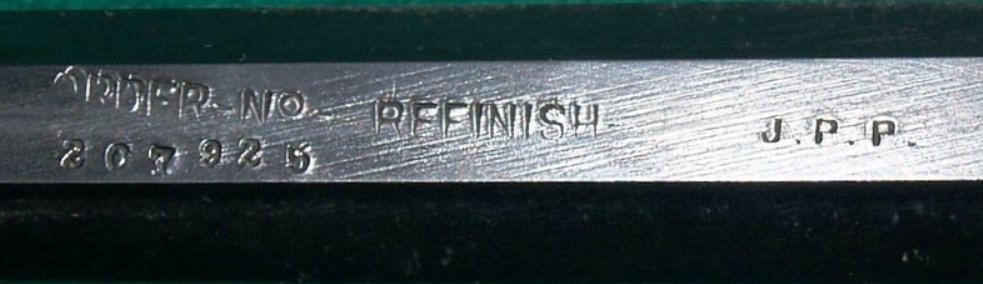 ORDER NO. REFINISH J.P.P.
207925